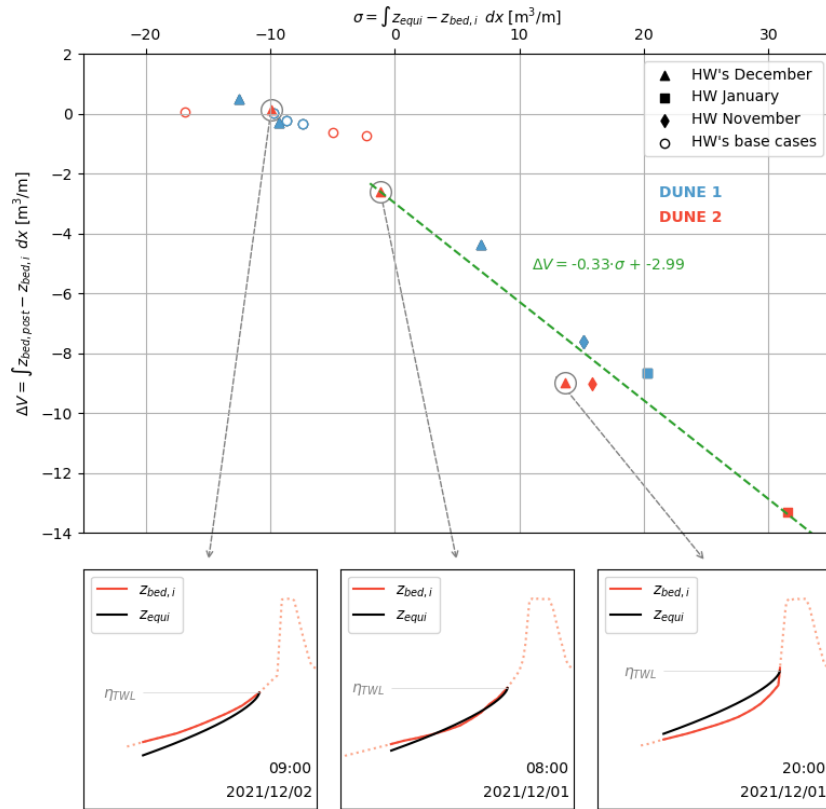 σ = ∫ z_equi − z_bed,i dx [m³/m]
−20 −10 0 10 20 30
2
0
−2
−4
−6
−8
−10
−12
−14
ΔV = ∫ z_bed,post − z_bed,i dx [m³/m]
HW's December
HW January
HW November
HW's base cases
DUNE 1
DUNE 2
ΔV = -0.33·σ + -2.99
z_bed,i
z_equi
η_TWL
09:00
2021/12/02
z_bed,i
z_equi
η_TWL
08:00
2021/12/01
z_bed,i
z_equi
η_TWL
20:00
2021/12/01